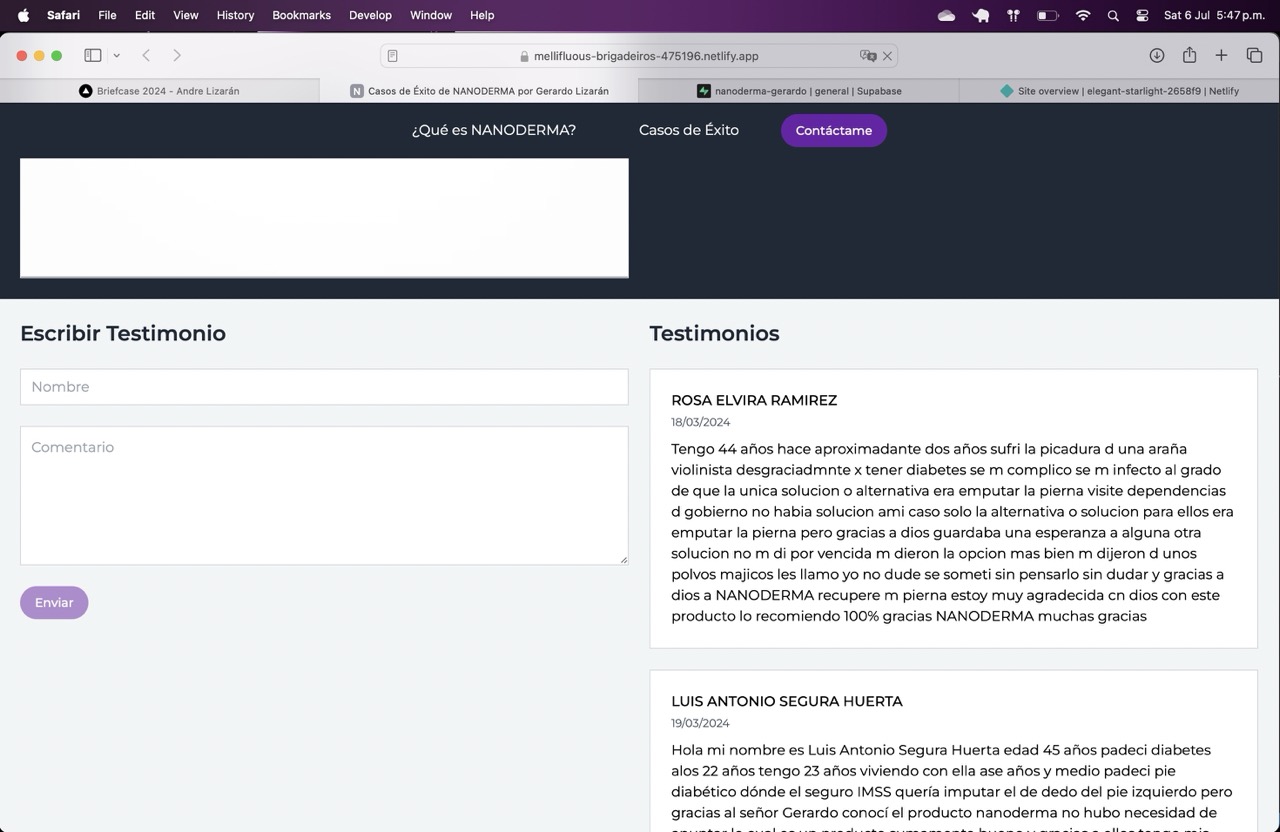 Safari File Edit View History Bookmarks Develop Window Help Sat 6 Jul 5:47 p.m.
mellifluous-brigadeiros-475196.netlify.app
Briefcase 2024 - Andre Lizarán
N Casos de Éxito de NANODERMA por Gerardo Lizarán
nanoderma-gerardo | general | Supabase
Site overview | elegant-starlight-2658f9 | Netlify
¿Qué es NANODERMA?
Casos de Éxito
Contáctame
Escribir Testimonio
Nombre
Comentario
Enviar
Testimonios
ROSA ELVIRA RAMIREZ
18/03/2024
Tengo 44 años hace aproximadante dos años sufri la picadura d una araña
violinista desgraciadmnte x tener diabetes se m complico se m infecto al grado
de que la unica solucion o alternativa era emputar la pierna visite dependencias
d gobierno no habia solucion ami caso solo la alternativa o solucion para ellos era
emputar la pierna pero gracias a dios guardaba una esperanza a alguna otra
solucion no m di por vencida m dieron la opcion mas bien m dijeron d unos
polvos majicos les llamo yo no dude se someti sin pensarlo sin dudar y gracias a
dios a NANODERMA recupere m pierna estoy muy agradecida cn dios con este
producto lo recomiendo 100% gracias NANODERMA muchas gracias
LUIS ANTONIO SEGURA HUERTA
19/03/2024
Hola mi nombre es Luis Antonio Segura Huerta edad 45 años padeci diabetes
alos 22 años tengo 23 años viviendo con ella ase años y medio padeci pie
diabético dónde el seguro IMSS quería imputar el de dedo del pie izquierdo pero
gracias al señor Gerardo conocí el producto nanoderma no hubo necesidad de